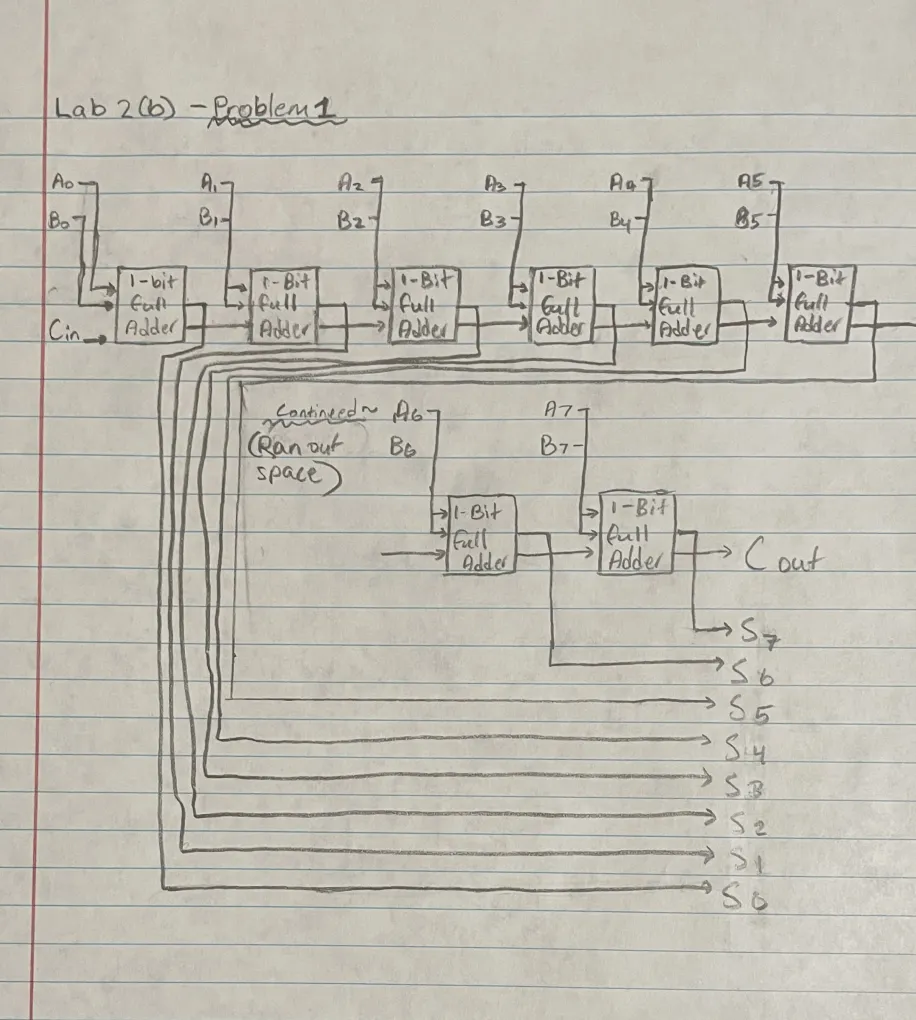 Lab 2(b) - Problem 1
A0 A1 A2 A3 A4 A5
B0 B1 B2 B3 B4 B5
1-bit 1-Bit 1-Bit 1-Bit 1-Bit 1-Bit
full full full full full full
Cin Adder Adder Adder Adder Adder Adder
Contineed~ A6 A7
(Ran out B6 B7
space)
1-Bit 1-Bit
full full
Adder Adder Cout
S7
S6
S5
S4
S3
S2
S1
S0